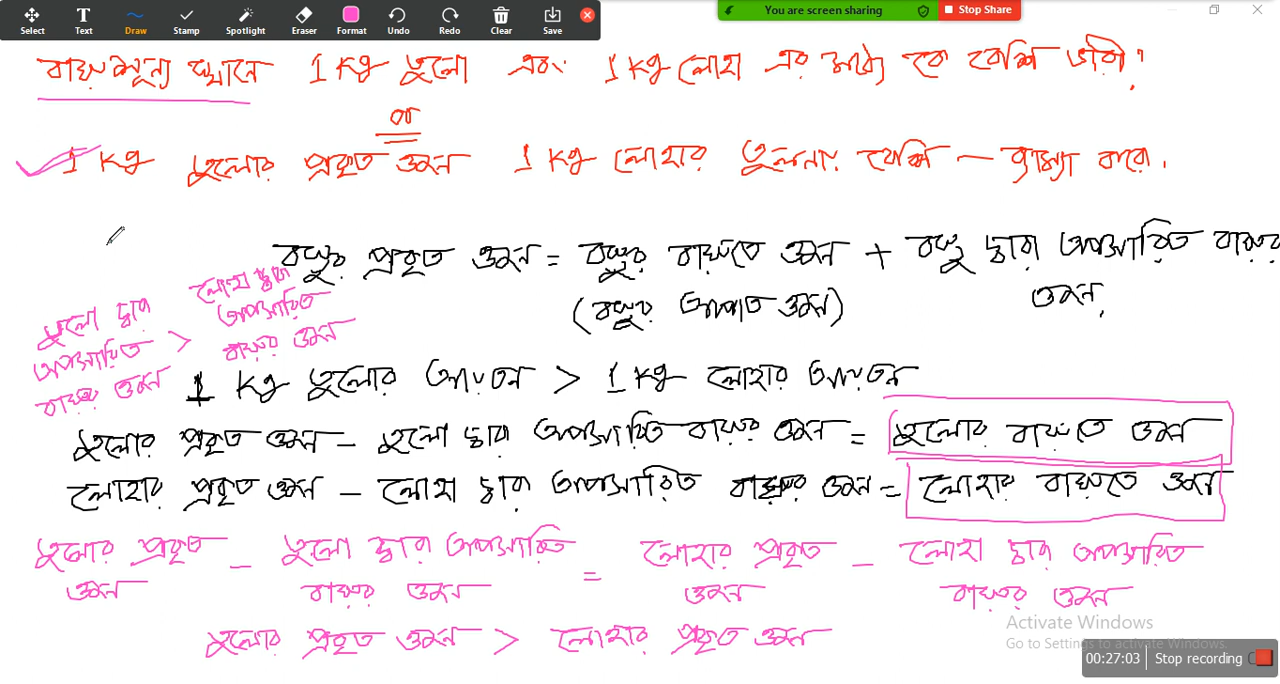 Select Text Draw Stamp Spotlight Eraser Format Undo Redo Clear Save
You are screen sharing Stop Share
বায়ুশূন্য স্থানে 1 Kg তুলো এবং 1 Kg লোহা এর মধ্যে কে বেশি ভারী?
or
1 Kg তুলোর প্রকৃত ওজন 1 Kg লোহার তুলনায় বেশি — ব্যাখ্যা করো।
বস্তুর প্রকৃত ওজন = বস্তুর বায়ুতে ওজন + বস্তু দ্বারা অপসারিত বায়ুর
(বস্তুর আপাত ওজন) ওজন,
তুলো দ্বারা
অপসারিত
বায়ুর ওজন
>
লোহা দ্বারা
অপসারিত
বায়ুর ওজন
1 Kg তুলোর আয়তন > 1 Kg লোহার আয়তন
তুলোর প্রকৃত ওজন – তুলো দ্বারা অপসারিত বায়ুর ওজন = তুলোর বায়ুতে ওজন
লোহার প্রকৃত ওজন – লোহা দ্বারা অপসারিত বায়ুর ওজন = লোহার বায়ুতে ওজন
তুলোর প্রকৃত – তুলো দ্বারা অপসারিত = লোহার প্রকৃত – লোহা দ্বারা অপসারিত
ওজন বায়ুর ওজন ওজন বায়ুর ওজন
তুলোর প্রকৃত ওজন > লোহার প্রকৃত ওজন
Activate Windows
Go to Settings to activate Windows.
00:27:03 Stop recording